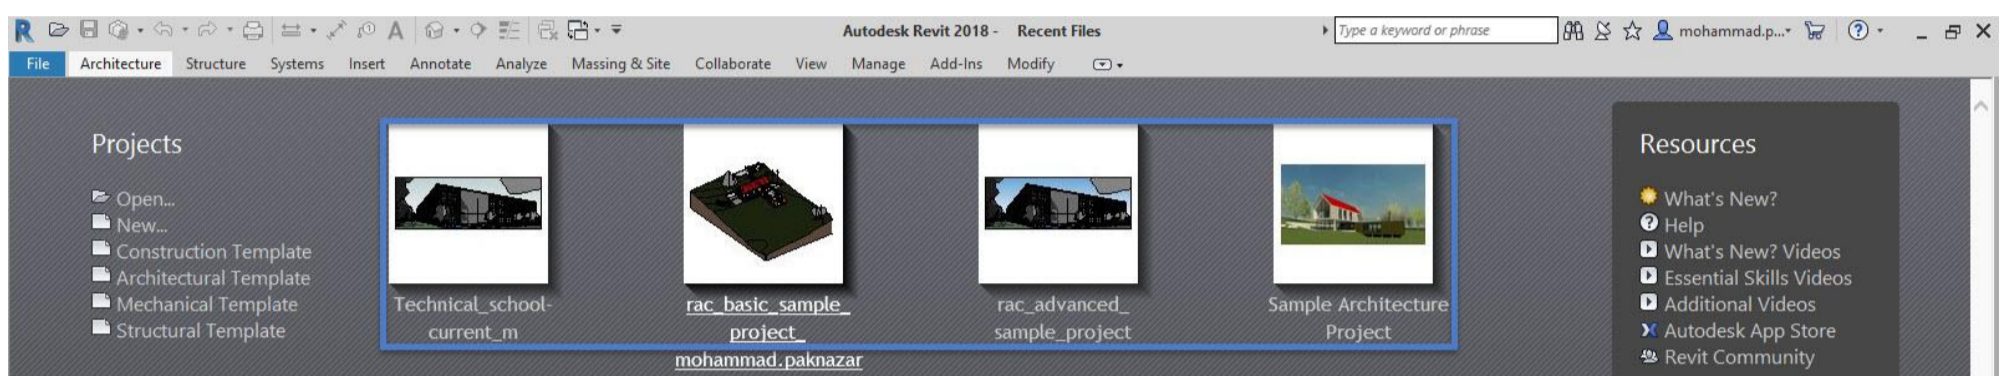 Autodesk Revit 2018 - Recent Files
Type a keyword or phrase
mohammad.p...
File Architecture Structure Systems Insert Annotate Analyze Massing & Site Collaborate View Manage Add-Ins Modify
Projects
Open...
New...
Construction Template
Architectural Template
Mechanical Template
Structural Template
Technical_school-
current_m
rac_basic_sample_
project_
mohammad.paknazar
rac_advanced_
sample_project
Sample Architecture
Project
Resources
What's New?
Help
What's New? Videos
Essential Skills Videos
Additional Videos
Autodesk App Store
Revit Community